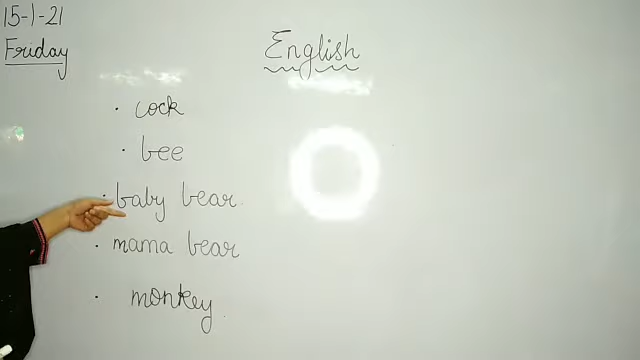 15-1-21
Friday
English
· cock
· bee
· baby bear.
· mama bear
· monkey.